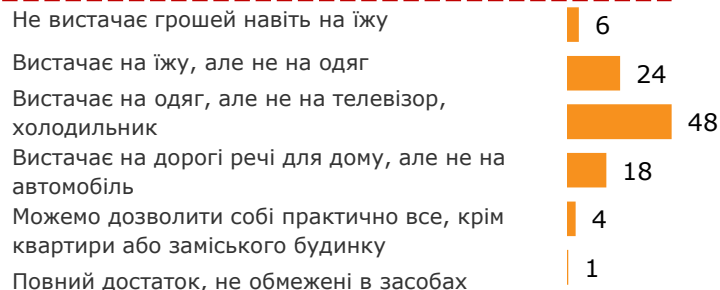 Не вистачає грошей навіть на їжу
6
Вистачає на їжу, але не на одяг
24
Вистачає на одяг, але не на телевізор,
холодильник
48
Вистачає на дорогі речі для дому, але не на
автомобіль
18
Можемо дозволити собі практично все, крім
квартири або заміського будинку
4
Повний достаток, не обмежені в засобах
1